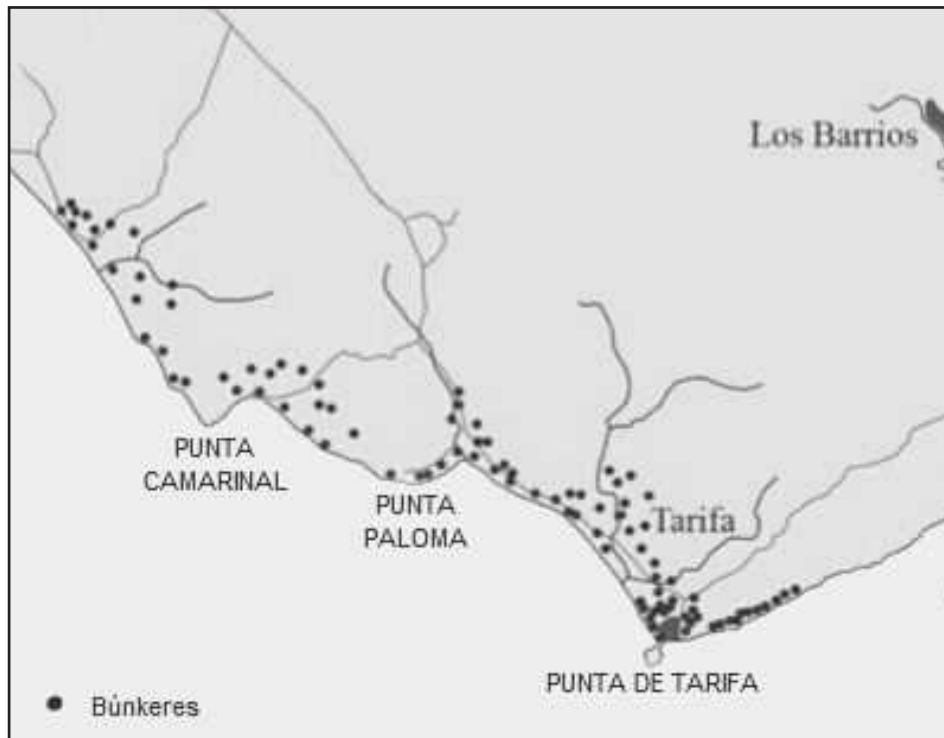 Los Barrios
PUNTA
CAMARINAL
PUNTA
PALOMA
Tarifa
PUNTA DE TARIFA
Búnkeres